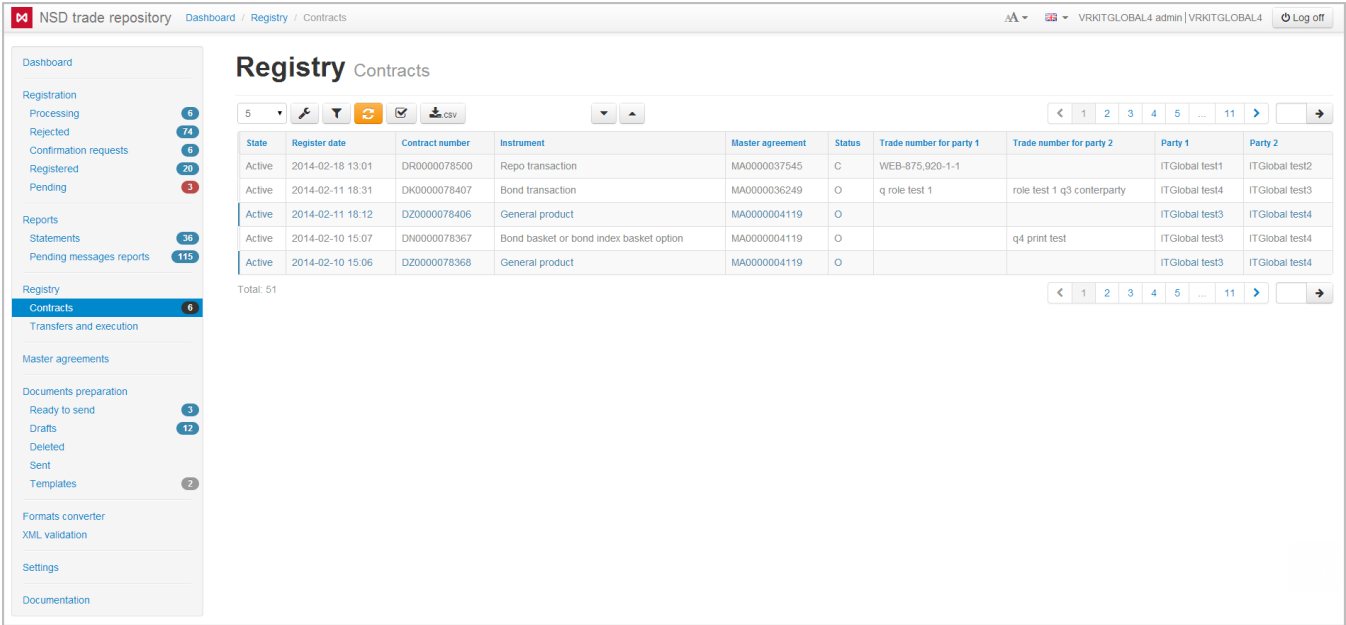 NSD trade repository Dashboard / Registry / Contracts AA VRKITGLOBAL4 admin | VRKITGLOBAL4 Log off
Dashboard
Registration
Processing 6
Rejected 74
Confirmation requests 6
Registered 20
Pending 3
Reports
Statements 36
Pending messages reports 115
Registry
Contracts 6
Transfers and execution
Master agreements
Documents preparation
Ready to send 3
Drafts 12
Deleted
Sent
Templates 2
Formats converter
XML validation
Settings
Documentation
Registry Contracts
5 .csv 1 2 3 4 5 ... 11
State Register date Contract number Instrument Master agreement Status Trade number for party 1 Trade number for party 2 Party 1 Party 2
Active 2014-02-18 13:01 DR0000078500 Repo transaction MA0000037545 C WEB-875,920-1-1 ITGlobal test1 ITGlobal test2
Active 2014-02-11 18:31 DK0000078407 Bond transaction MA0000036249 O q role test 1 role test 1 q3 conterparty ITGlobal test4 ITGlobal test3
Active 2014-02-11 18:12 DZ0000078406 General product MA0000004119 O ITGlobal test3 ITGlobal test4
Active 2014-02-10 15:07 DN0000078367 Bond basket or bond index basket option MA0000004119 O q4 print test ITGlobal test3 ITGlobal test4
Active 2014-02-10 15:06 DZ0000078368 General product MA0000004119 O ITGlobal test3 ITGlobal test4
Total: 51 1 2 3 4 5 ... 11